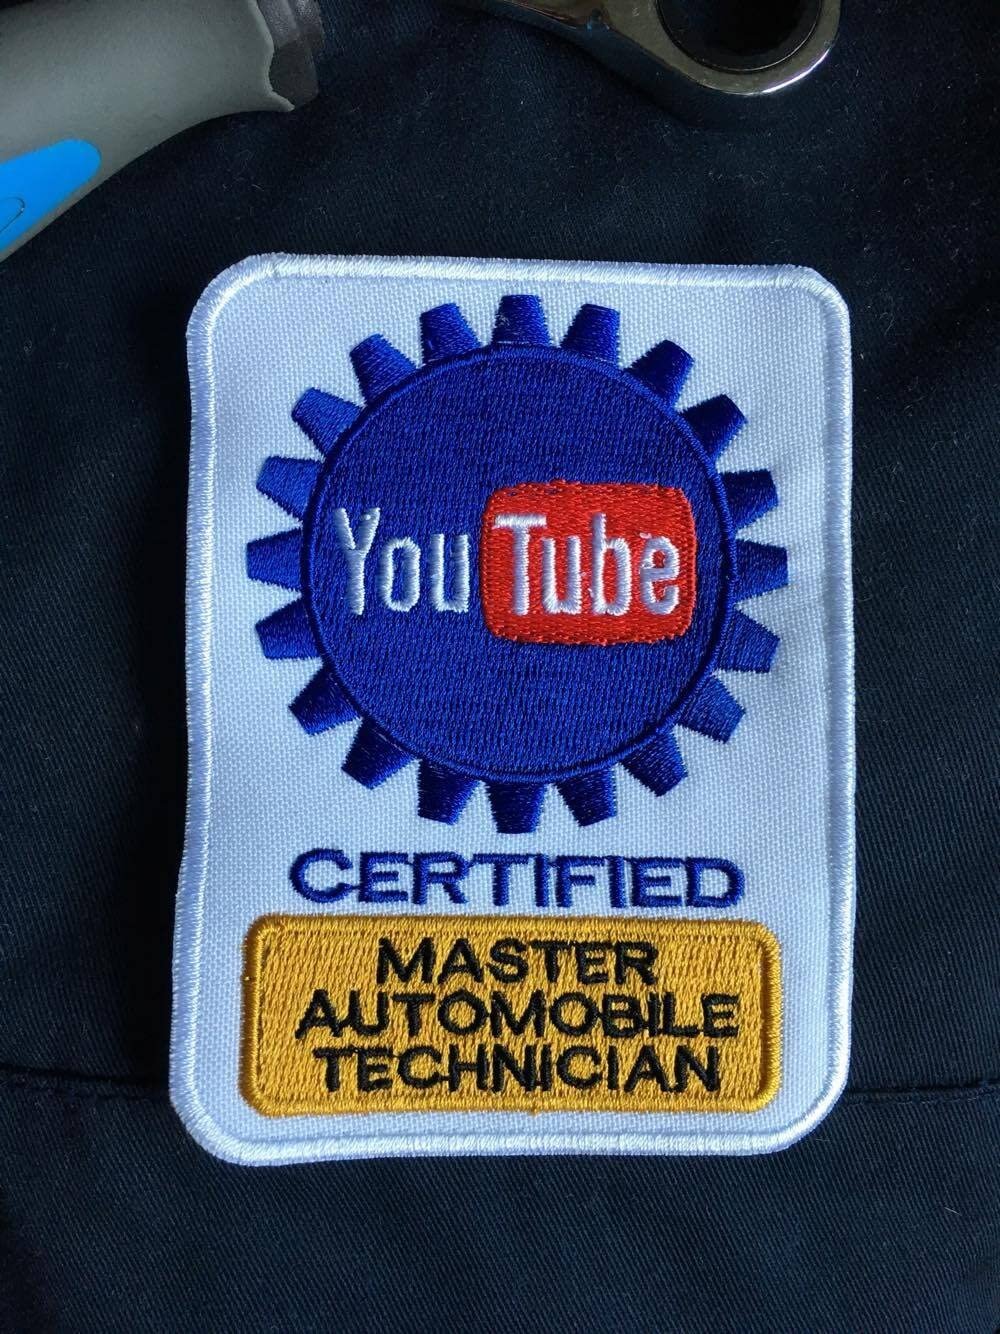 YouTube
CERTIFIED
MASTER
AUTOMOBILE
TECHNICIAN